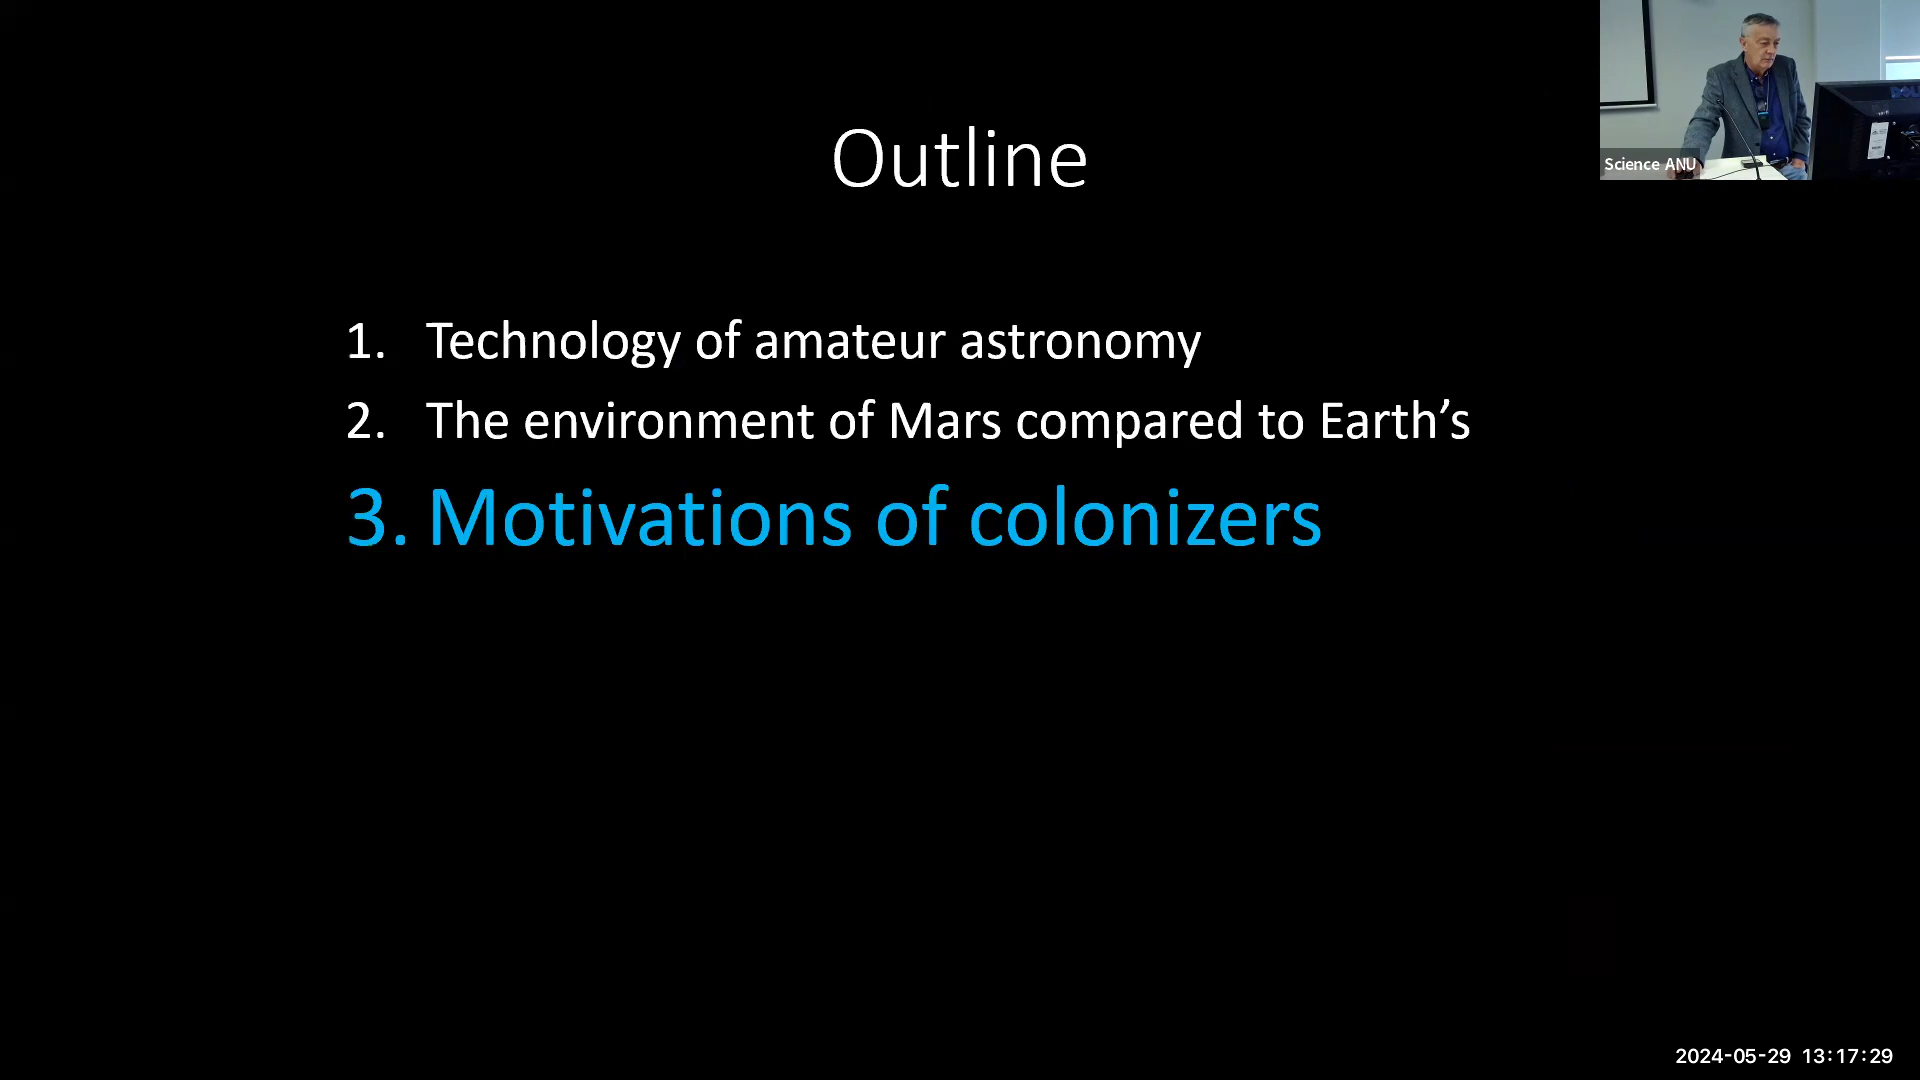 Outline
Science ANU
1. Technology of amateur astronomy
2. The environment of Mars compared to Earth’s
3. Motivations of colonizers
2024-05-29 13:17:29